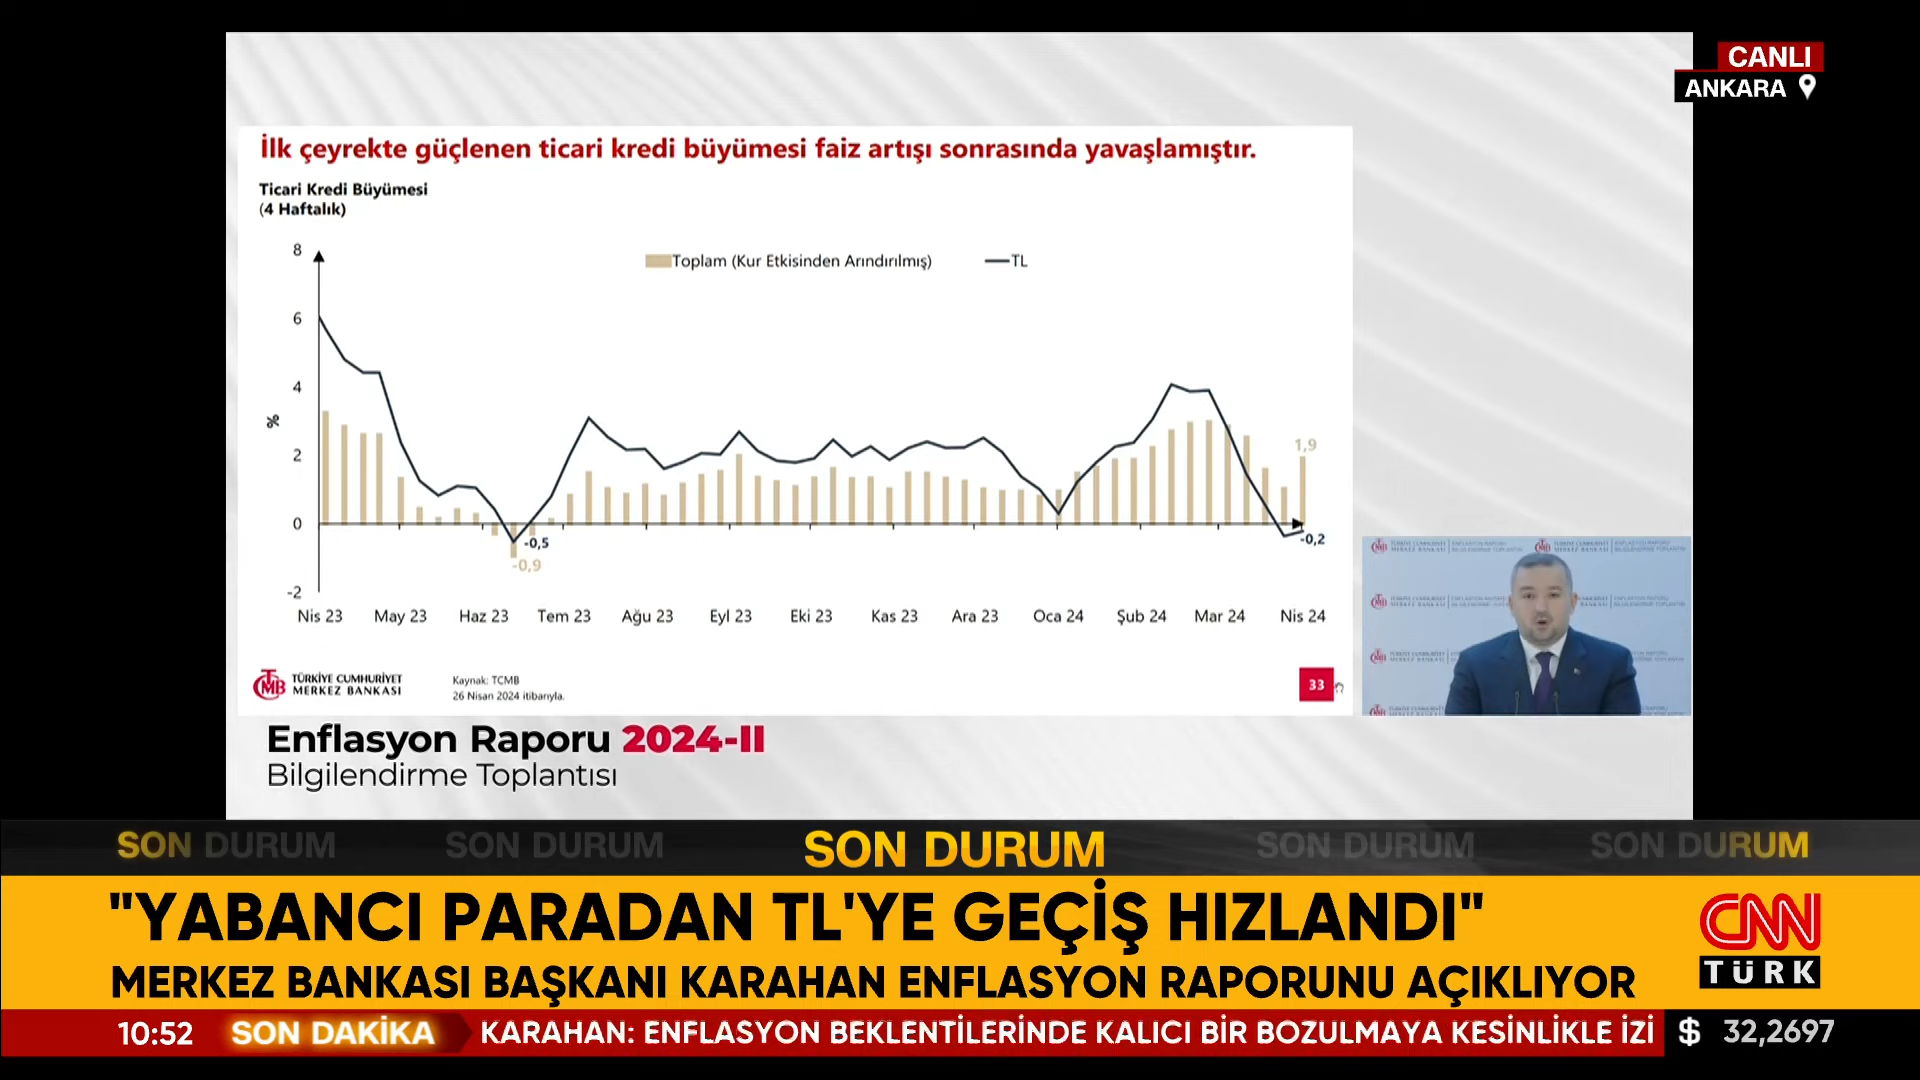 CANLI
ANKARA
İlk çeyrekte güçlenen ticari kredi büyümesi faiz artışı sonrasında yavaşlamıştır.
Ticari Kredi Büyümesi
(4 Haftalık)
Toplam (Kur Etkisinden Arındırılmış)
TL
%
8
6
4
2
0
-2
-0,5
-0,9
1,9
-0,2
Nis 23 May 23 Haz 23 Tem 23 Ağu 23 Eyl 23 Eki 23 Kas 23 Ara 23 Oca 24 Şub 24 Mar 24 Nis 24
TCMB
TÜRKİYE CUMHURİYET
MERKEZ BANKASI
Kaynak: TCMB
26 Nisan 2024 itibarıyla.
33
Enflasyon Raporu 2024-II
Bilgilendirme Toplantısı
SON DURUM SON DURUM SON DURUM SON DURUM SON DURUM
"YABANCI PARADAN TL'YE GEÇİŞ HIZLANDI"
MERKEZ BANKASI BAŞKANI KARAHAN ENFLASYON RAPORUNU AÇIKLIYOR
CNN
TÜRK
10:52 SON DAKİKA KARAHAN: ENFLASYON BEKLENTİLERİNDE KALICI BİR BOZULMAYA KESİNLİKLE İZİ $ 32,2697